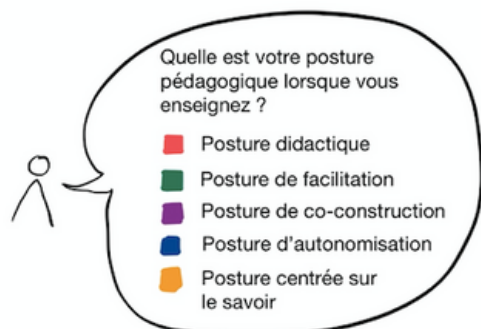 Quelle est votre posture
pédagogique lorsque vous
enseignez ?
Posture didactique
Posture de facilitation
Posture de co-construction
Posture d'autonomisation
Posture centrée sur
le savoir